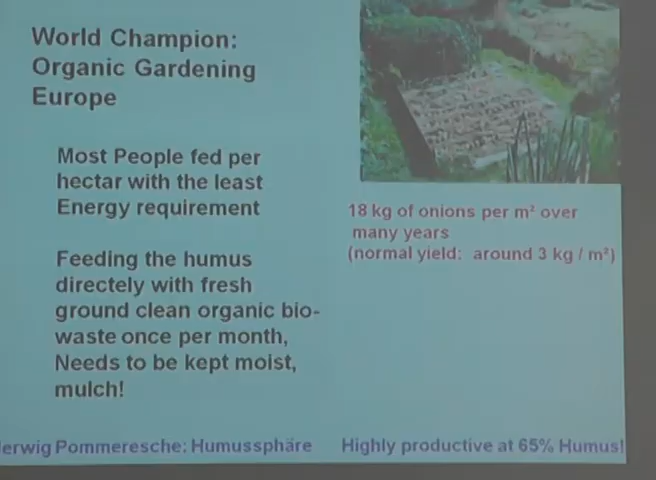 World Champion:
Organic Gardening
Europe
Most People fed per
hectar with the least
Energy requirement
Feeding the humus
directely with fresh
ground clean organic bio-
waste once per month,
Needs to be kept moist,
mulch!
18 kg of onions per m² over
many years
(normal yield: around 3 kg / m²)
erwig Pommeresche: Humussphäre
Highly productive at 65% Humus!